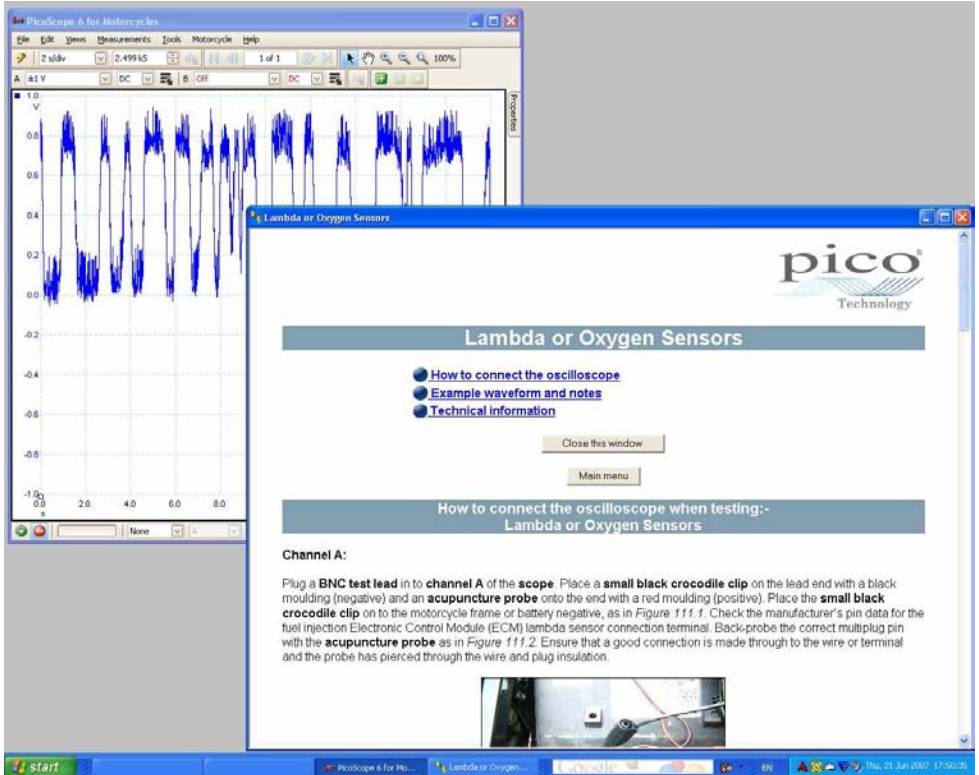 PicoScope 6 for Motorcycles
File Edit Views Measurements Tools Motorcycle Help
2 s/div 2.499 kS 1 of 1 100%
A ±1 V DC B Off DC
Properties
1.0
V
0.8
0.6
0.4
0.2
0.0
-0.2
-0.4
-0.6
-0.8
-1.0
0.0 2.0 4.0 6.0 8.0
s
None A
Lambda or Oxygen Sensors
pico
Technology
Lambda or Oxygen Sensors
How to connect the oscilloscope
Example waveform and notes
Technical information
Close this window
Main menu
How to connect the oscilloscope when testing:-
Lambda or Oxygen Sensors
Channel A:
Plug a BNC test lead in to channel A of the scope. Place a small black crocodile clip on the lead end with a black
moulding (negative) and an acupuncture probe onto the end with a red moulding (positive). Place the small black
crocodile clip on to the motorcycle frame or battery negative, as in Figure 111.1. Check the manufacturer's pin data for the
fuel injection Electronic Control Module (ECM) lambda sensor connection terminal. Back-probe the correct multiplug pin
with the acupuncture probe as in Figure 111.2. Ensure that a good connection is made through to the wire or terminal
and the probe has pierced through the wire and plug insulation.
start PicoScope 6 for Mo... Lambda or Oxygen... Google EN Thu, 21 Jun 2007 17:50:35